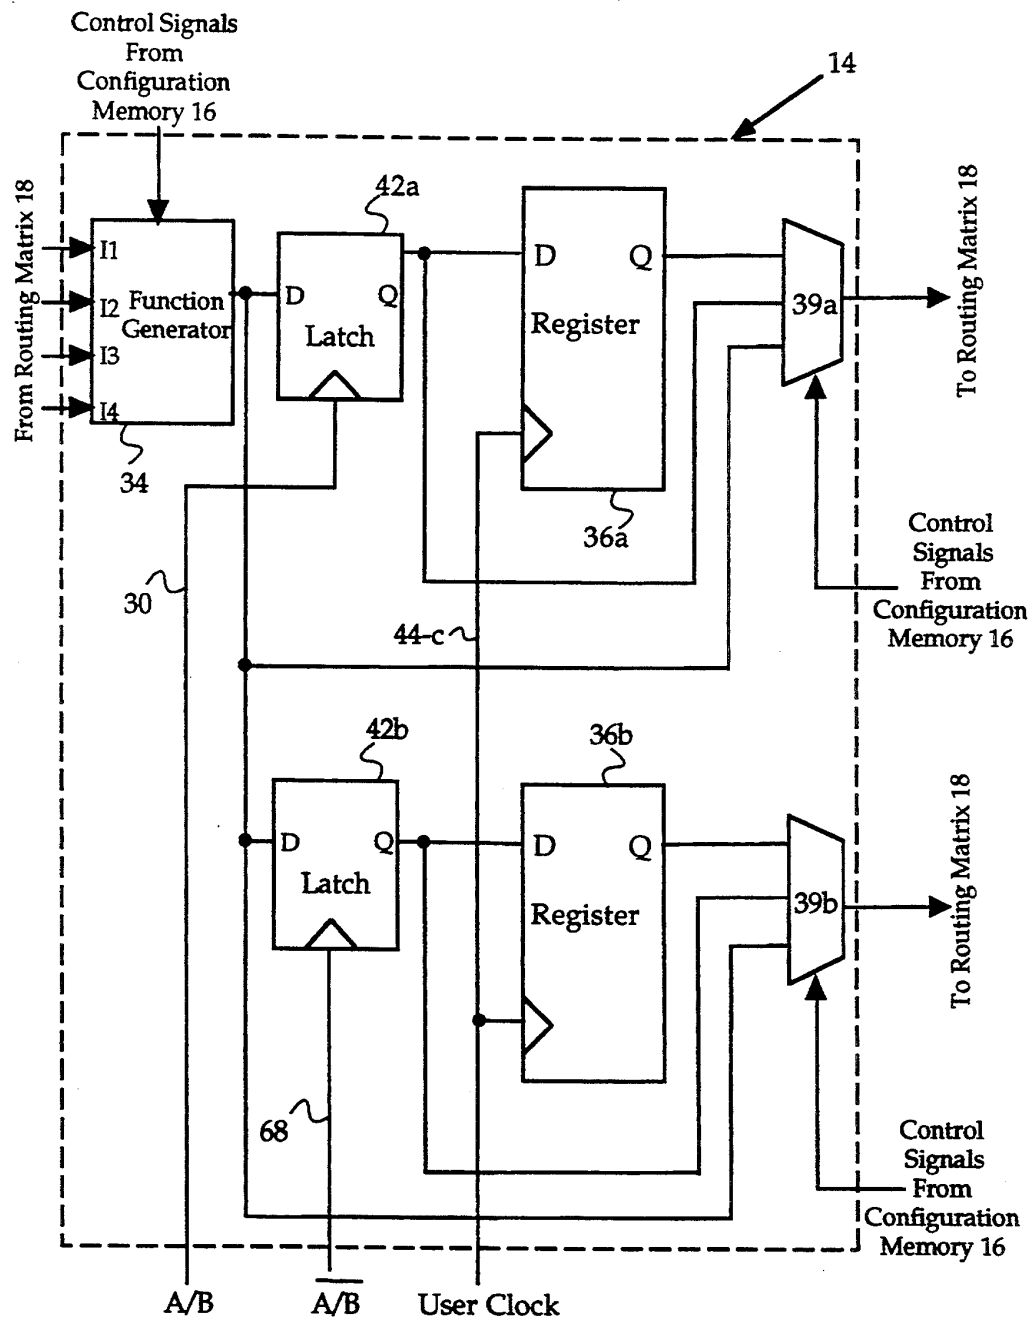 Control Signals
From
Configuration
Memory 16
14
From Routing Matrix 18
I1
I2
I3
I4
Function
Generator
34
42a
D
Q
Latch
D
Q
Register
36a
39a
To Routing Matrix 18
Control
Signals
From
Configuration
Memory 16
30
44-c
42b
D
Q
Latch
36b
D
Q
Register
39b
To Routing Matrix 18
68
Control
Signals
From
Configuration
Memory 16
A/B
A̅/̅B̅
User Clock